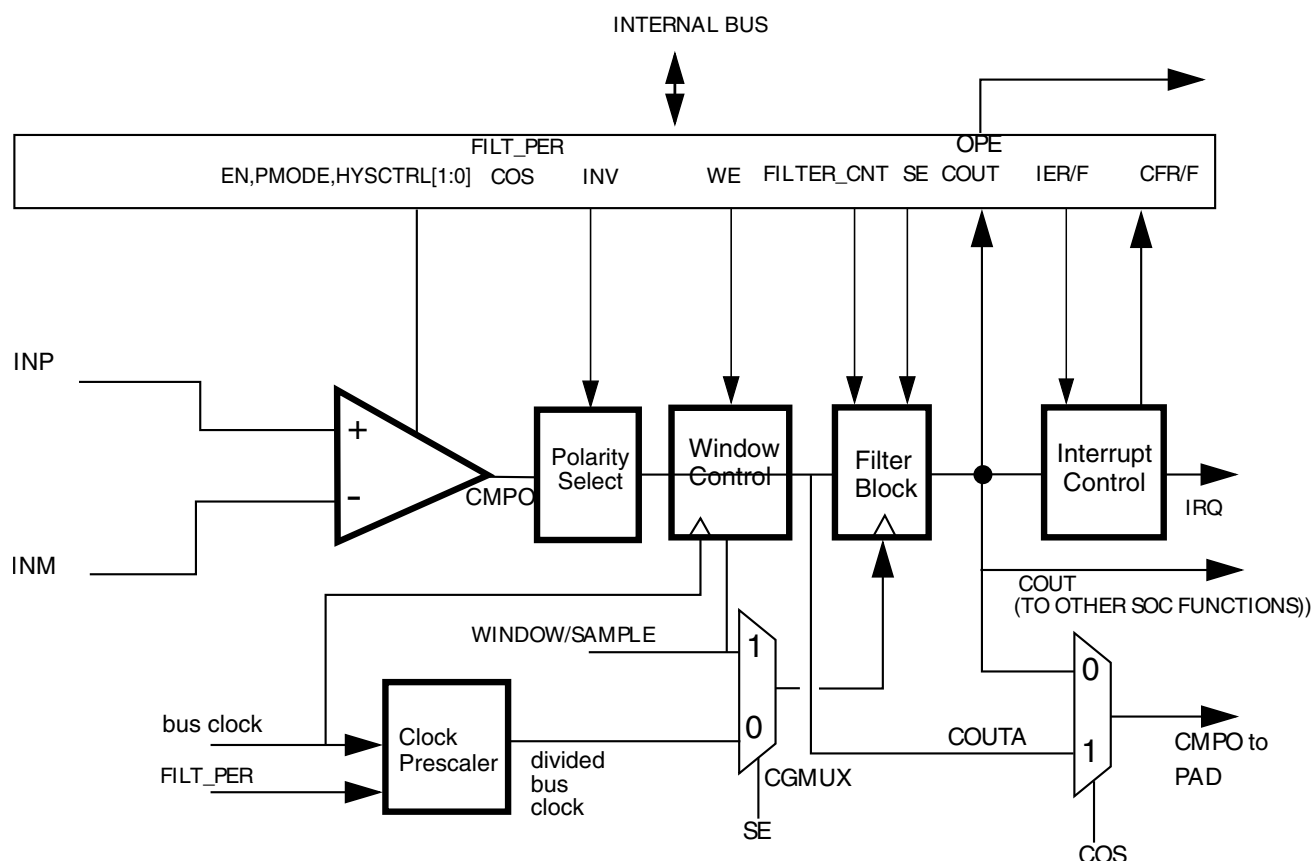 INTERNAL BUS
FILT_PER
OPE
EN,PMODE,HYSCTRL[1:0]
COS
INV
WE
FILTER_CNT
SE
COUT
IER/F
CFR/F
INP
+
-
INM
CMPO
Polarity
Select
Window
Control
Filter
Block
Interrupt
Control
IRQ
COUT
(TO OTHER SOC FUNCTIONS))
WINDOW/SAMPLE
1
0
CGMUX
SE
bus clock
FILT_PER
Clock
Prescaler
divided
bus
clock
COUTA
0
1
CMPO to
PAD
COS